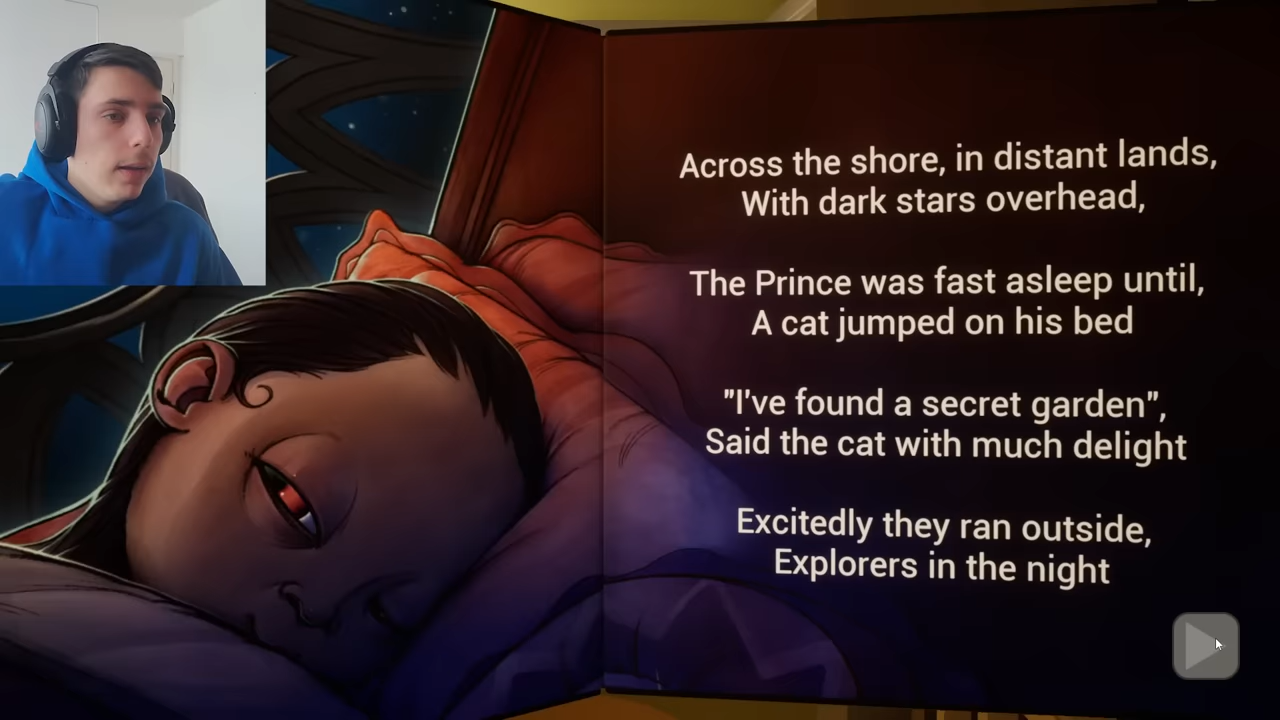 Across the shore, in distant lands,
With dark stars overhead,
The Prince was fast asleep until,
A cat jumped on his bed
"I've found a secret garden",
Said the cat with much delight
Excitedly they ran outside,
Explorers in the night